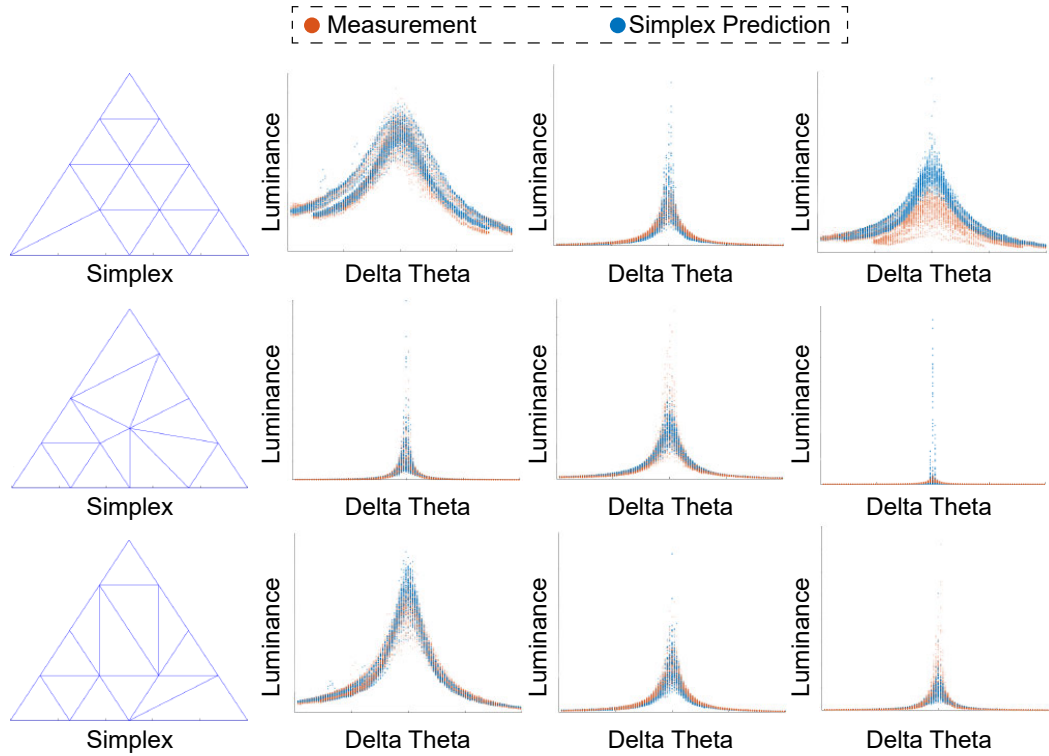 Measurement Simplex Prediction
Luminance Luminance Luminance
Simplex Delta Theta Delta Theta Delta Theta
Luminance Luminance Luminance
Simplex Delta Theta Delta Theta Delta Theta
Luminance Luminance Luminance
Simplex Delta Theta Delta Theta Delta Theta